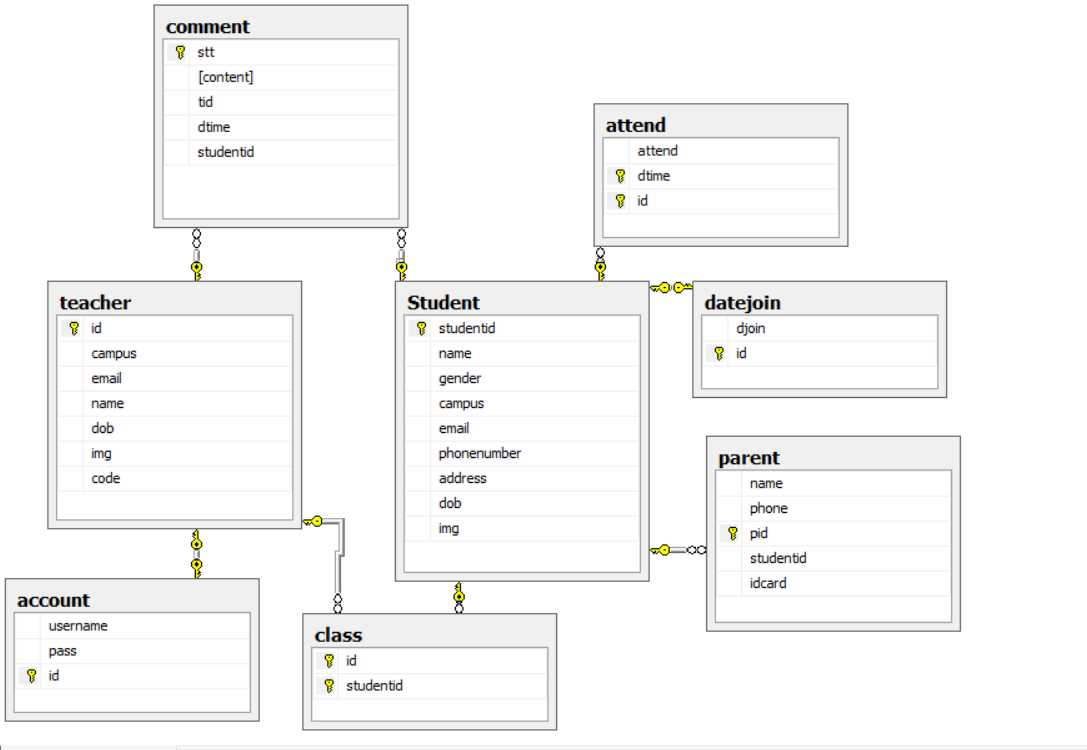 comment
stt
[content]
tid
dtime
studentid
attend
attend
dtime
id
teacher
id
campus
email
name
dob
img
code
Student
studentid
name
gender
campus
email
phonenumber
address
dob
img
datejoin
djoin
id
parent
name
phone
pid
studentid
idcard
account
username
pass
id
class
id
studentid